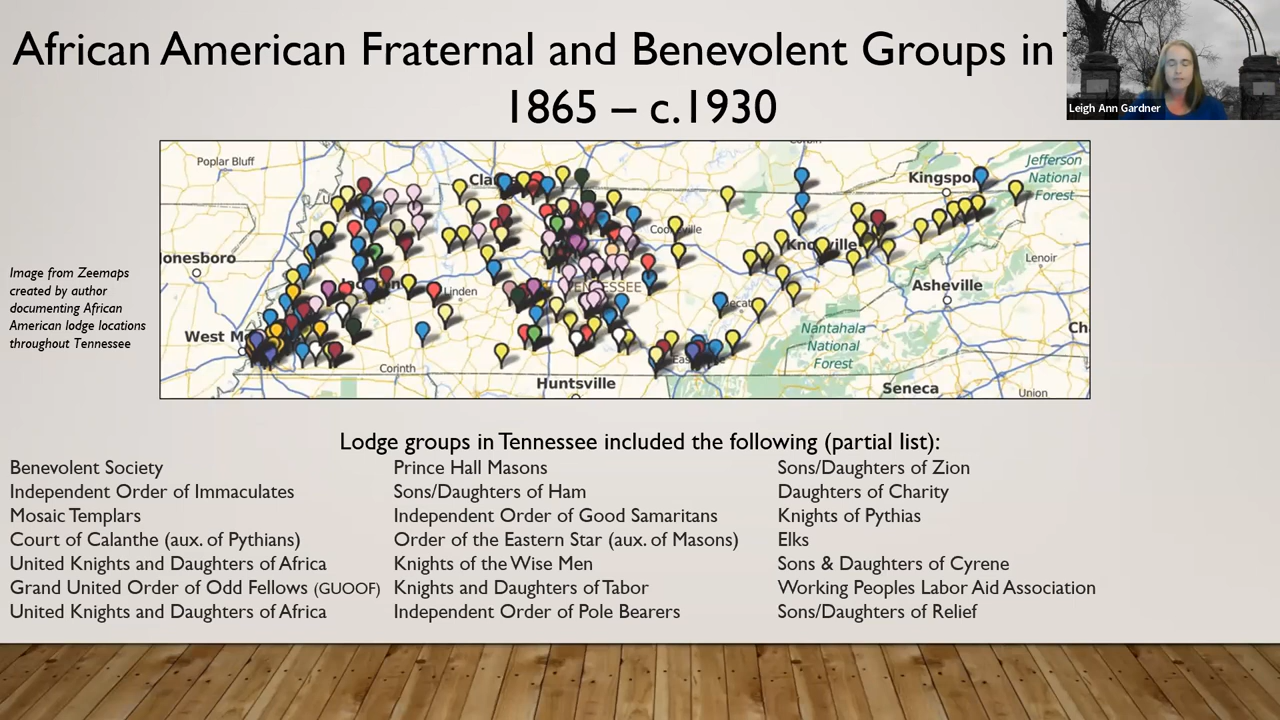 African American Fraternal and Benevolent Groups in
1865 – c.1930
Leigh Ann Gardner
Poplar Bluff
Kingspo
Jefferson
National
Forest
onesboro
Linden
Lenoir
Asheville
West M
Corinth
Nantahala
National
Forest
Huntsville
Seneca
Union
Image from Zeemaps
created by author
documenting African
American lodge locations
throughout Tennessee
Lodge groups in Tennessee included the following (partial list):
Benevolent Society
Independent Order of Immaculates
Mosaic Templars
Court of Calanthe (aux. of Pythians)
United Knights and Daughters of Africa
Grand United Order of Odd Fellows (GUOOF)
United Knights and Daughters of Africa
Prince Hall Masons
Sons/Daughters of Ham
Independent Order of Good Samaritans
Order of the Eastern Star (aux. of Masons)
Knights of the Wise Men
Knights and Daughters of Tabor
Independent Order of Pole Bearers
Sons/Daughters of Zion
Daughters of Charity
Knights of Pythias
Elks
Sons & Daughters of Cyrene
Working Peoples Labor Aid Association
Sons/Daughters of Relief